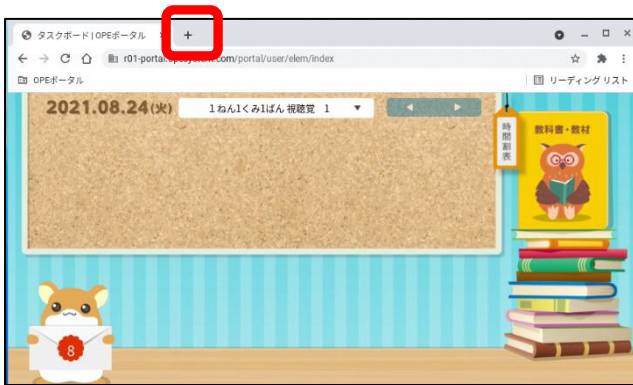 タスクボード | OPEポータル × +
r01-portal.opesystem.com/portal/user/elem/index
OPEポータル
リーディング リスト
2021.08.24(火)
1ねん1くみ1ばん 視聴覚 1
時間割表
教科書・教材
8